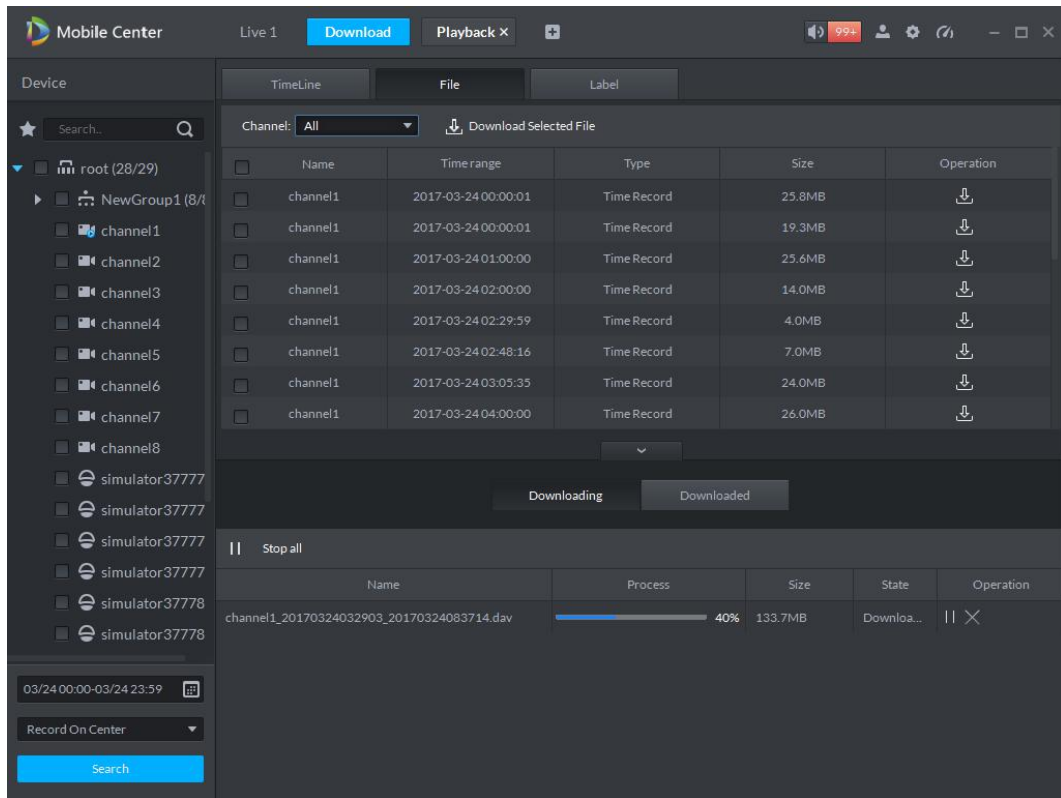 Mobile Center Live 1 Download Playback × 99+
Device
TimeLine File Label
Search..
Channel: All Download Selected File
root (28/29)
NewGroup1 (8/8
channel1
channel2
channel3
channel4
channel5
channel6
channel7
channel8
simulator37777
simulator37777
simulator37777
simulator37777
simulator37778
simulator37778
03/24 00:00-03/24 23:59
Record On Center
Search
Name Time range Type Size Operation
channel1 2017-03-24 00:00:01 Time Record 25.8MB
channel1 2017-03-24 00:00:01 Time Record 19.3MB
channel1 2017-03-24 01:00:00 Time Record 25.6MB
channel1 2017-03-24 02:00:00 Time Record 14.0MB
channel1 2017-03-24 02:29:59 Time Record 4.0MB
channel1 2017-03-24 02:48:16 Time Record 7.0MB
channel1 2017-03-24 03:05:35 Time Record 24.0MB
channel1 2017-03-24 04:00:00 Time Record 26.0MB
Downloading Downloaded
Stop all
Name Process Size State Operation
channel1_20170324032903_20170324083714.dav 40% 133.7MB Downloa...